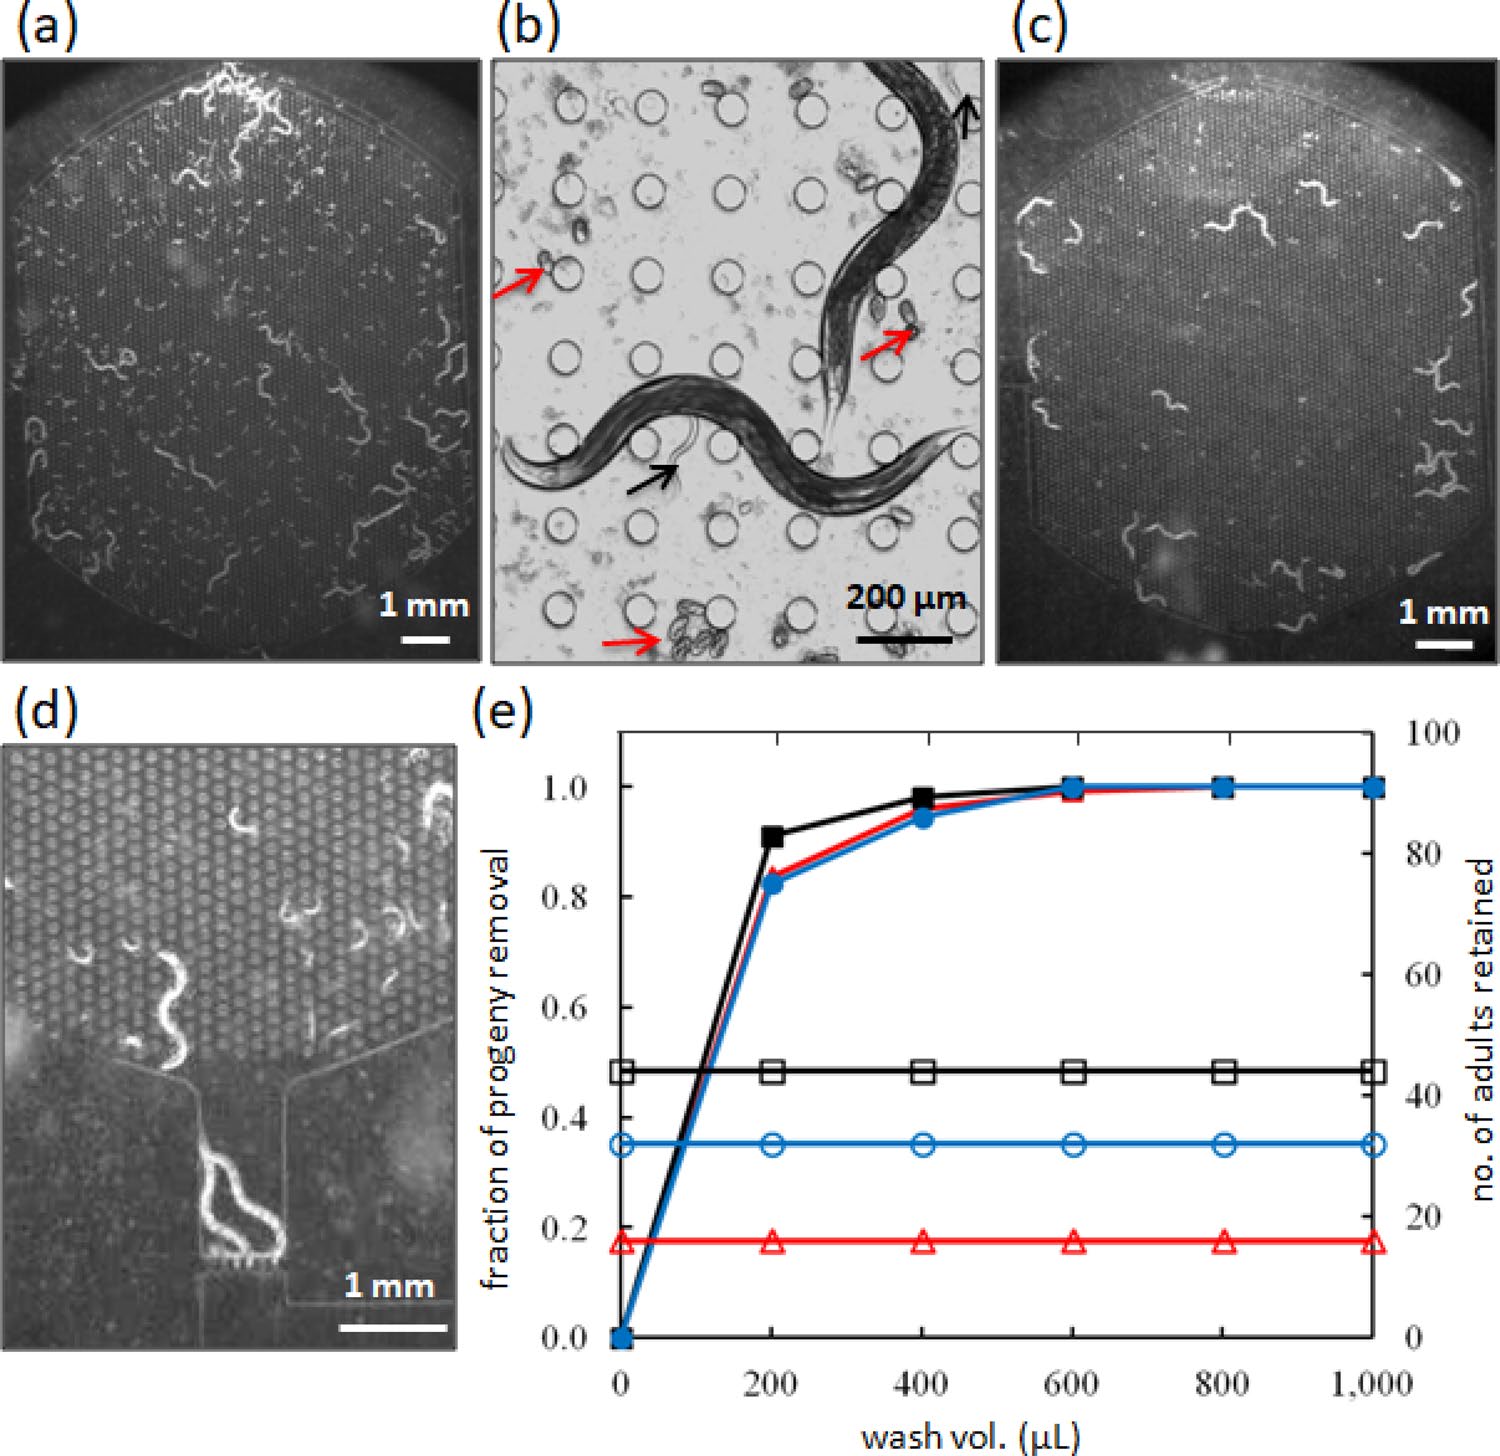 (a)
(b)
(c)
1 mm
200 µm
1 mm
(d)
(e)
1 mm
fraction of progeny removal
1.0
0.8
0.6
0.4
0.2
0.0
100
80
60
40
20
0
no. of adults retained
0 200 400 600 800 1,000
wash vol. (µL)